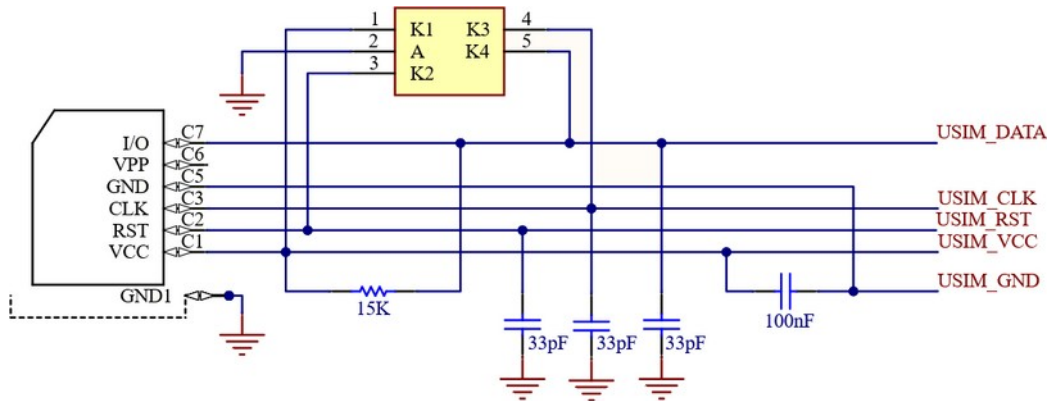 1 K1 K3 4
2 A K4 5
3 K2
I/O C7 USIM_DATA
VPP C6
GND C5
CLK C3 USIM_CLK
RST C2 USIM_RST
VCC C1 USIM_VCC
GND1 USIM_GND
15K 100nF
33pF 33pF 33pF